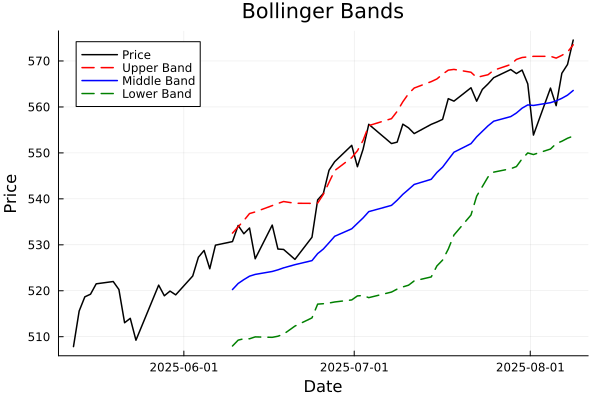 Bollinger Bands
Price
Upper Band
Middle Band
Lower Band
Price
570
560
550
540
530
520
510
2025-06-01
2025-07-01
2025-08-01
Date